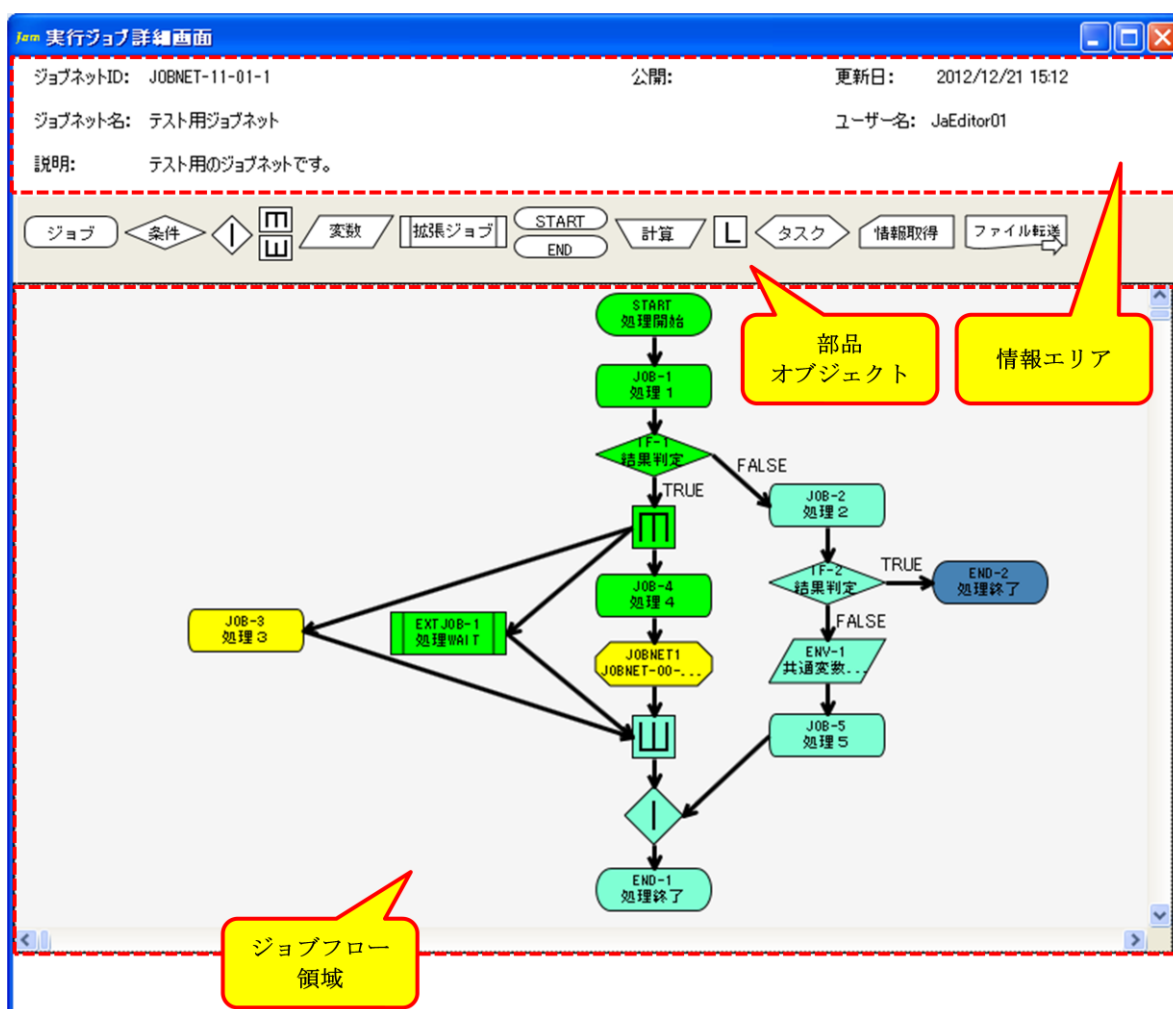 Jam 実行ジョブ詳細画面
ジョブネットID: JOBNET-11-01-1 公開: 更新日: 2012/12/21 15:12
ジョブネット名: テスト用ジョブネット ユーザー名: JaEditor01
説明: テスト用のジョブネットです。
ジョブ 条件 変数 拡張ジョブ START 計算 L タスク 情報取得 ファイル転送
END
START
処理開始
部品
オブジェクト
情報エリア
JOB-1
処理1
IF-1
結果判定
FALSE
TRUE
JOB-2
処理2
IF-2
結果判定
TRUE
END-2
処理終了
JOB-4
処理4
JOB-3
処理3
EXTJOB-1
処理WAIT
FALSE
JOBNET1
JOBNET-00-...
ENV-1
共通変数...
JOB-5
処理5
END-1
処理終了
ジョブフロー
領域